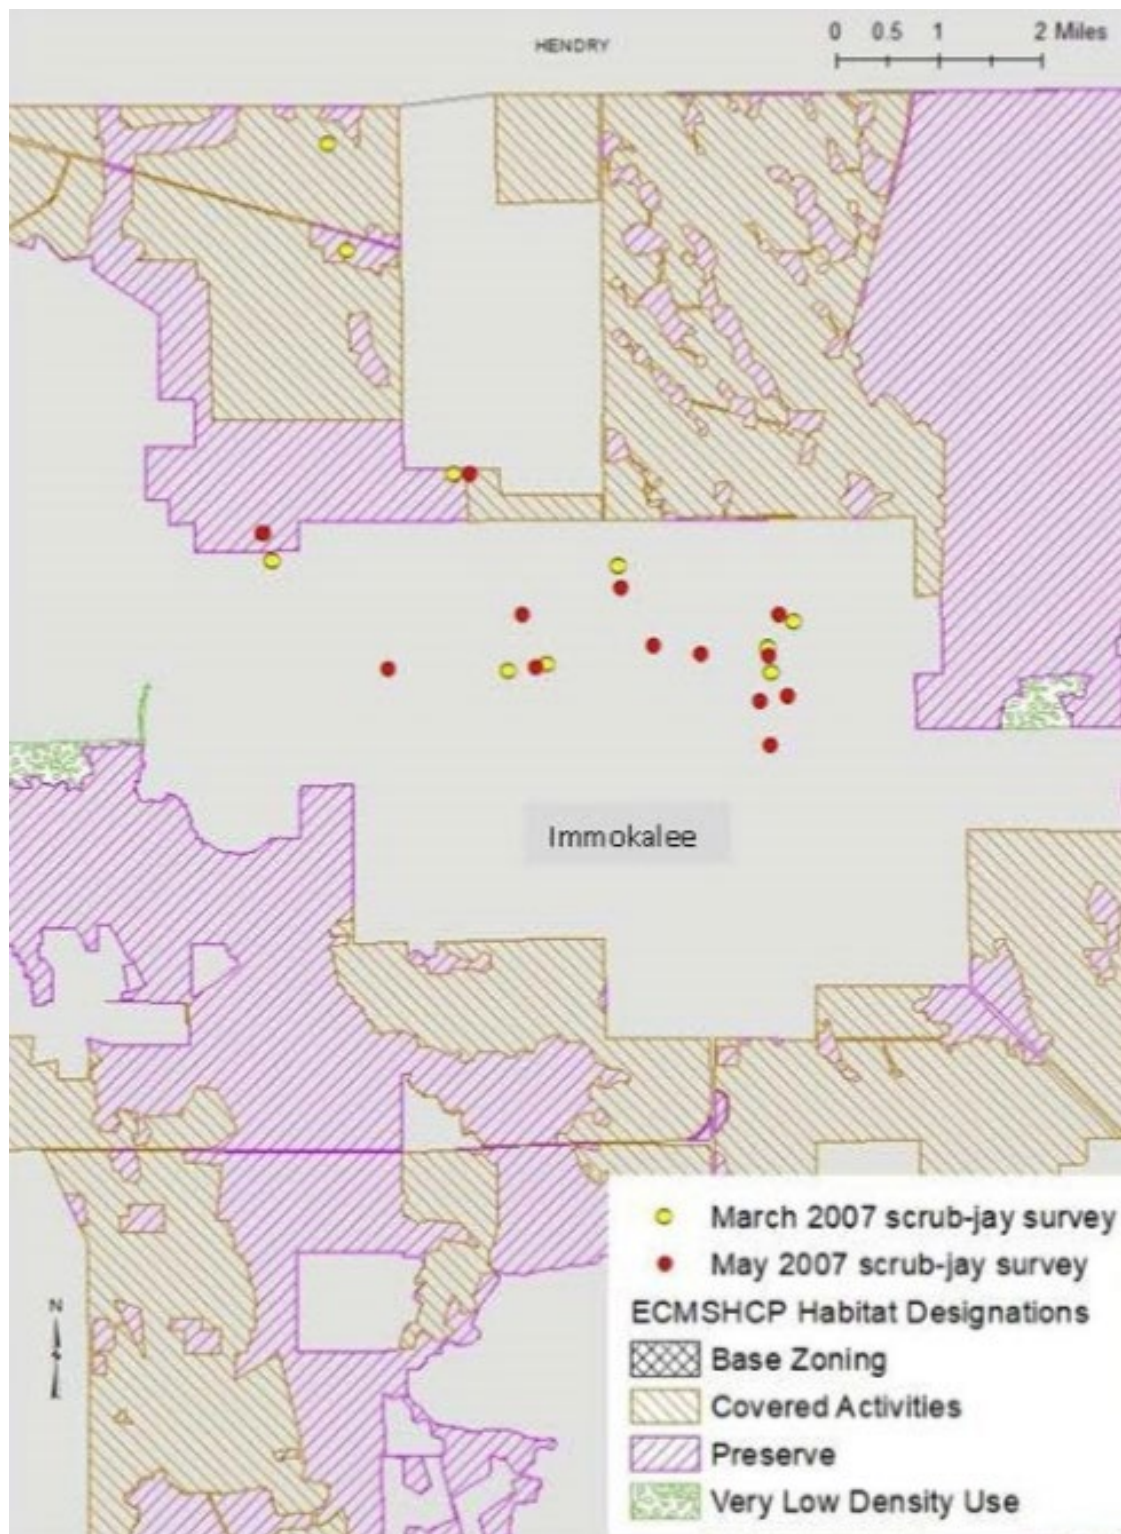 HENDRY
0 0.5 1 2 Miles
Immokalee
March 2007 scrub-jay survey
May 2007 scrub-jay survey
ECMSHCP Habitat Designations
N
Base Zoning
Covered Activities
Preserve
Very Low Density Use